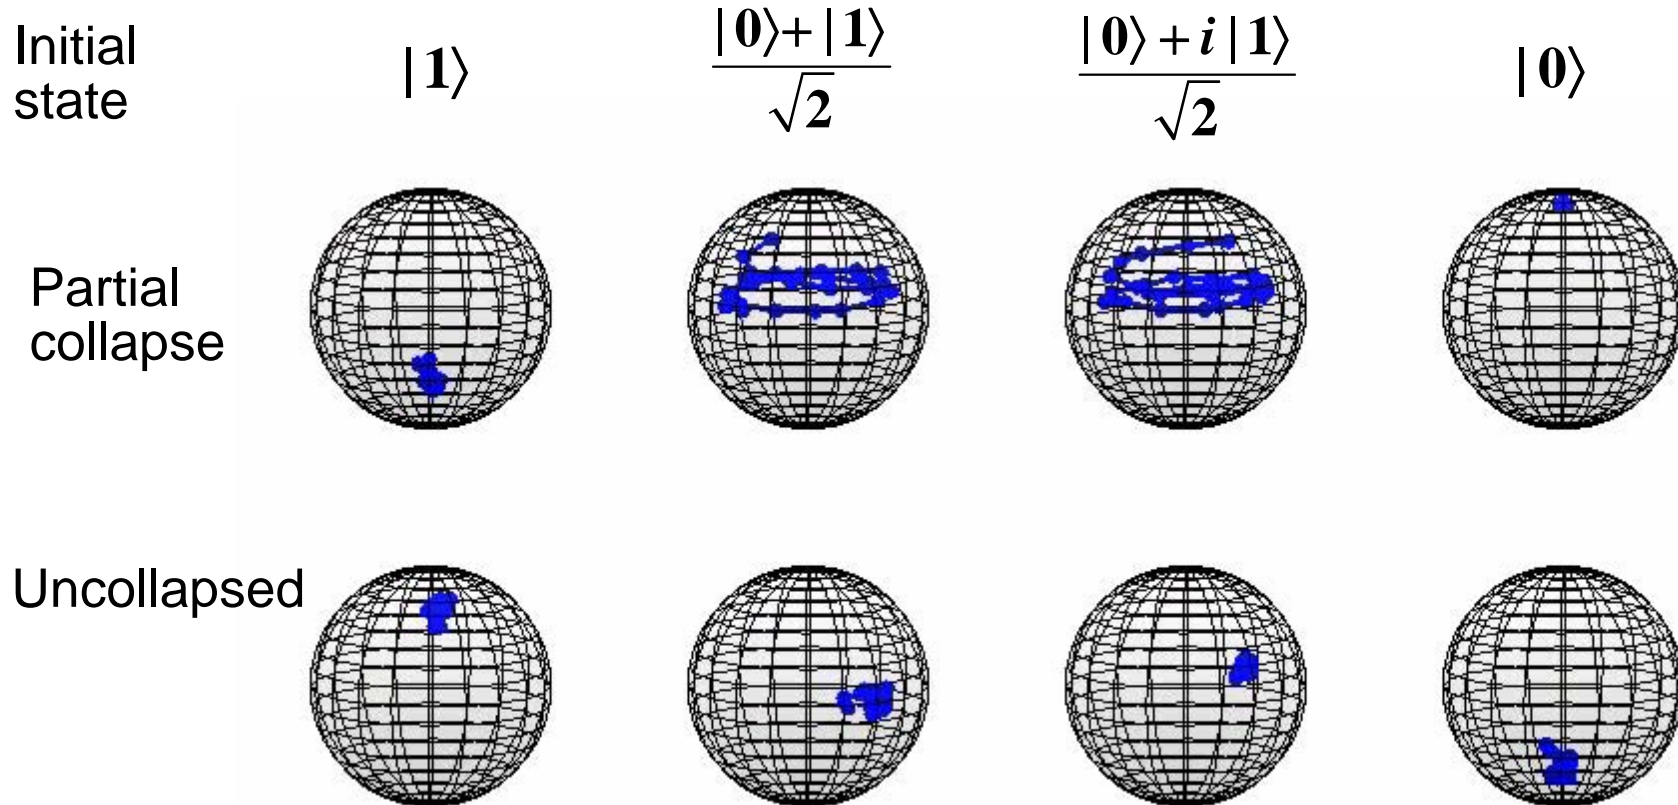 Initial
state
|1⟩
|0⟩+|1⟩
√2
|0⟩+i|1⟩
√2
|0⟩
Partial
collapse
Uncollapsed